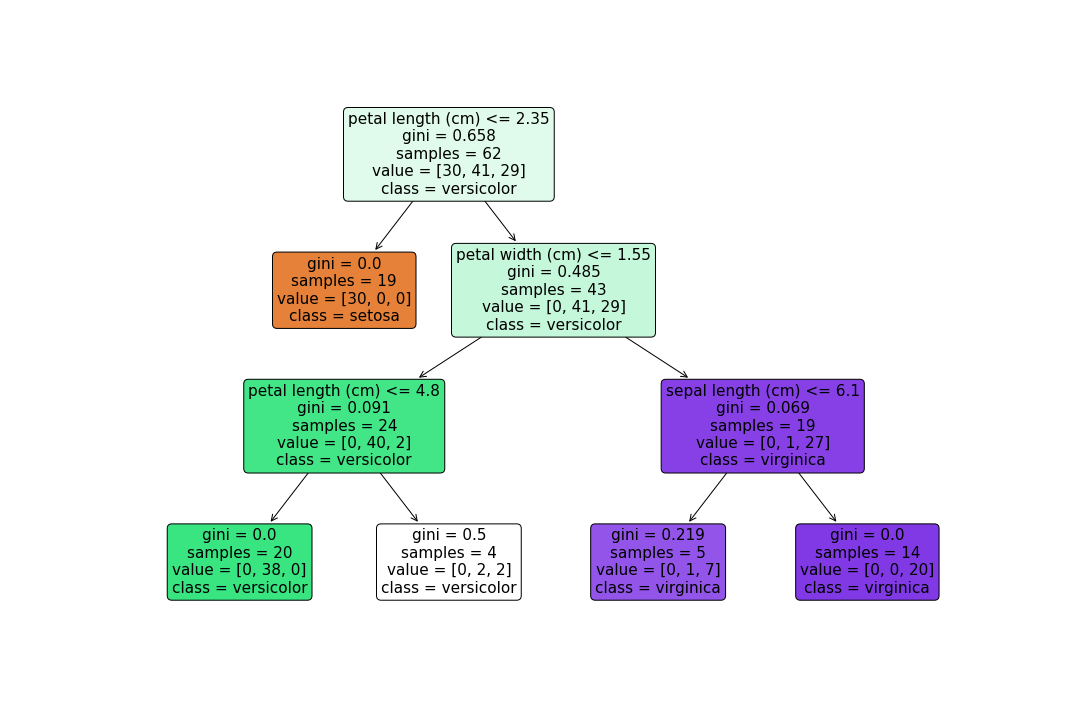 petal length (cm) <= 2.35
gini = 0.658
samples = 62
value = [30, 41, 29]
class = versicolor
gini = 0.0
samples = 19
value = [30, 0, 0]
class = setosa
petal width (cm) <= 1.55
gini = 0.485
samples = 43
value = [0, 41, 29]
class = versicolor
petal length (cm) <= 4.8
gini = 0.091
samples = 24
value = [0, 40, 2]
class = versicolor
sepal length (cm) <= 6.1
gini = 0.069
samples = 19
value = [0, 1, 27]
class = virginica
gini = 0.0
samples = 20
value = [0, 38, 0]
class = versicolor
gini = 0.5
samples = 4
value = [0, 2, 2]
class = versicolor
gini = 0.219
samples = 5
value = [0, 1, 7]
class = virginica
gini = 0.0
samples = 14
value = [0, 0, 20]
class = virginica